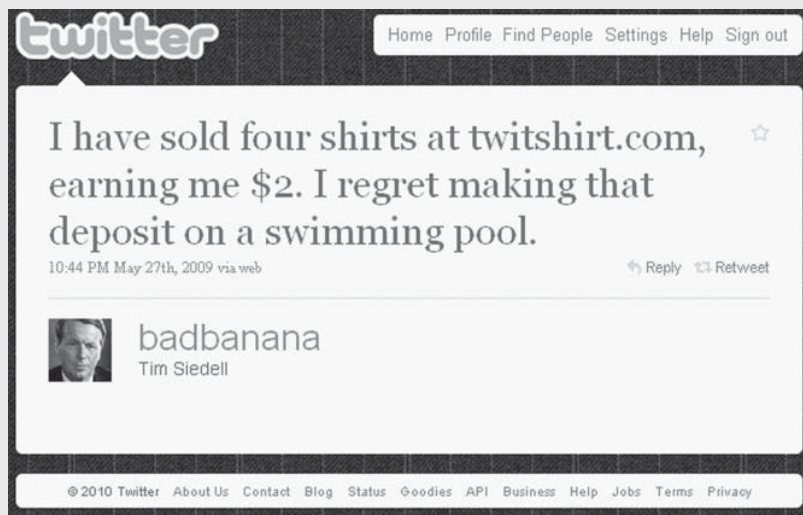 twitter
Home Profile Find People Settings Help Sign out
I have sold four shirts at twitshirt.com,
earning me $2. I regret making that
deposit on a swimming pool.
10:44 PM May 27th, 2009 via web
Reply Retweet
badbanana
Tim Siedell
© 2010 Twitter About Us Contact Blog Status Goodies API Business Help Jobs Terms Privacy